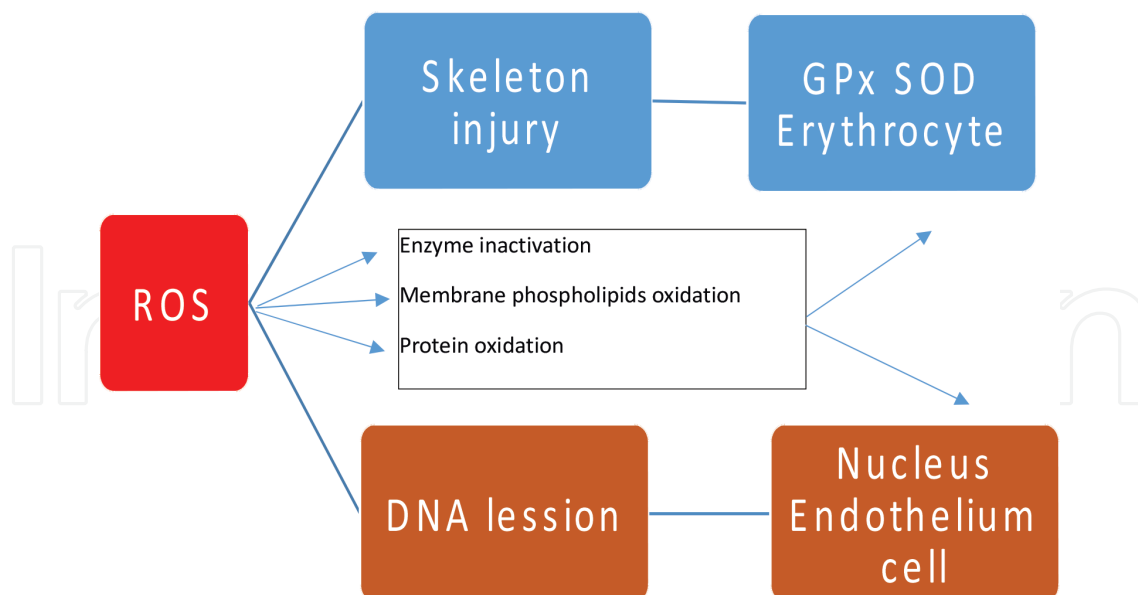 Skeleton
injury
GPx SOD
Erythrocyte
ROS
Enzyme inactivation
Membrane phospholipids oxidation
Protein oxidation
DNA lession
Nucleus
Endothelium
cell